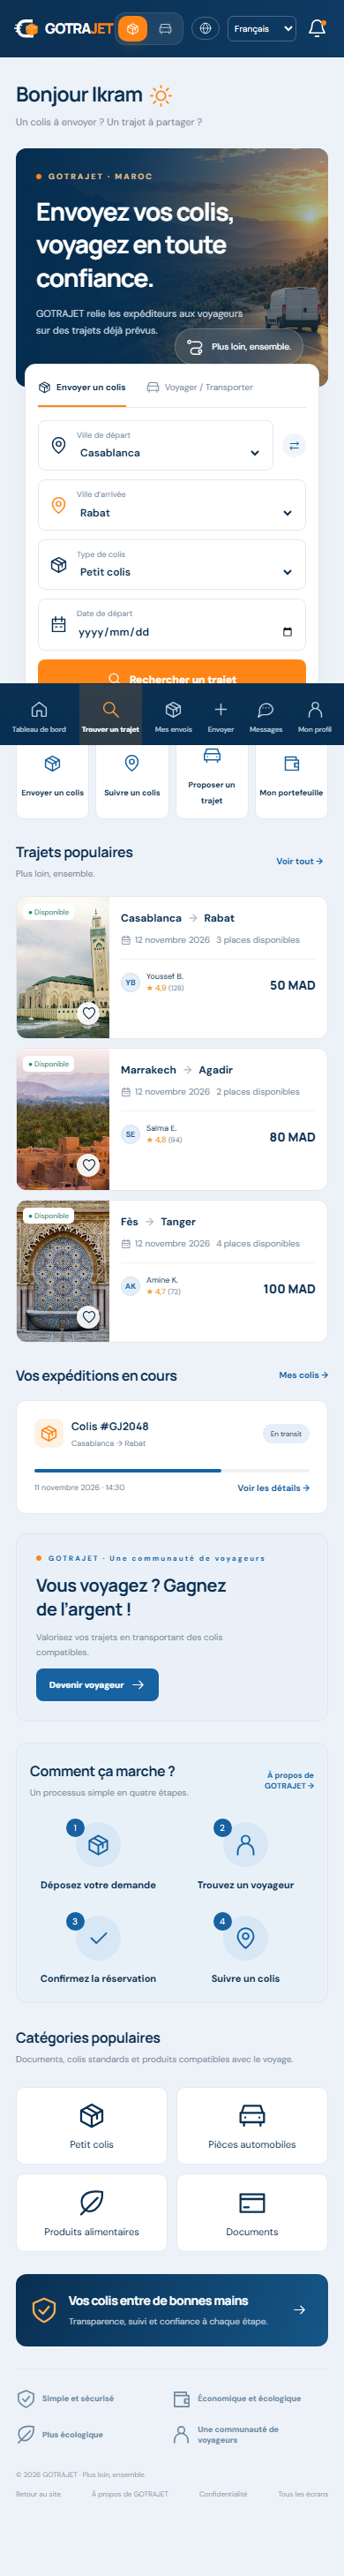 GOTRAJET
Français
Bonjour Ikram
Un colis à envoyer ? Un trajet à partager ?
GOTRAJET · MAROC
Envoyez vos colis,
voyagez en toute
confiance.
GOTRAJET relie les expéditeurs aux voyageurs
sur des trajets déjà prévus.
Plus loin, ensemble.
Envoyer un colis
Voyager / Transporter
Ville de départ
Casablanca
Ville d'arrivée
Rabat
Type de colis
Petit colis
Date de départ
yyyy/mm/dd
Rechercher un trajet
Tableau de bord
Trouver un trajet
Mes envois
Envoyer
Messages
Mon profil
Envoyer un colis
Suivre un colis
Proposer un
trajet
Mon portefeuille
Trajets populaires
Voir tout →
Plus loin, ensemble.
● Disponible
Casablanca → Rabat
12 novembre 2026 3 places disponibles
YB
Youssef B.
★ 4,9 (128)
50 MAD
● Disponible
Marrakech → Agadir
12 novembre 2026 2 places disponibles
SE
Salma E.
★ 4,8 (94)
80 MAD
● Disponible
Fès → Tanger
12 novembre 2026 4 places disponibles
AK
Amine K.
★ 4,7 (72)
100 MAD
Vos expéditions en cours
Mes colis →
Colis #GJ2048
Casablanca → Rabat
En transit
11 novembre 2026 · 14:30
Voir les détails →
GOTRAJET · Une communauté de voyageurs
Vous voyagez ? Gagnez
de l'argent !
Valorisez vos trajets en transportant des colis
compatibles.
Devenir voyageur →
Comment ça marche ?
À propos de
GOTRAJET →
Un processus simple en quatre étapes.
1
Déposez votre demande
2
Trouvez un voyageur
3
Confirmez la réservation
4
Suivre un colis
Catégories populaires
Documents, colis standards et produits compatibles avec le voyage.
Petit colis
Pièces automobiles
Produits alimentaires
Documents
Vos colis entre de bonnes mains
Transparence, suivi et confiance à chaque étape.
Simple et sécurisé
Économique et écologique
Plus écologique
Une communauté de
voyageurs
© 2026 GOTRAJET · Plus loin, ensemble.
Retour au site
À propos de GOTRAJET
Confidentialité
Tous les écrans